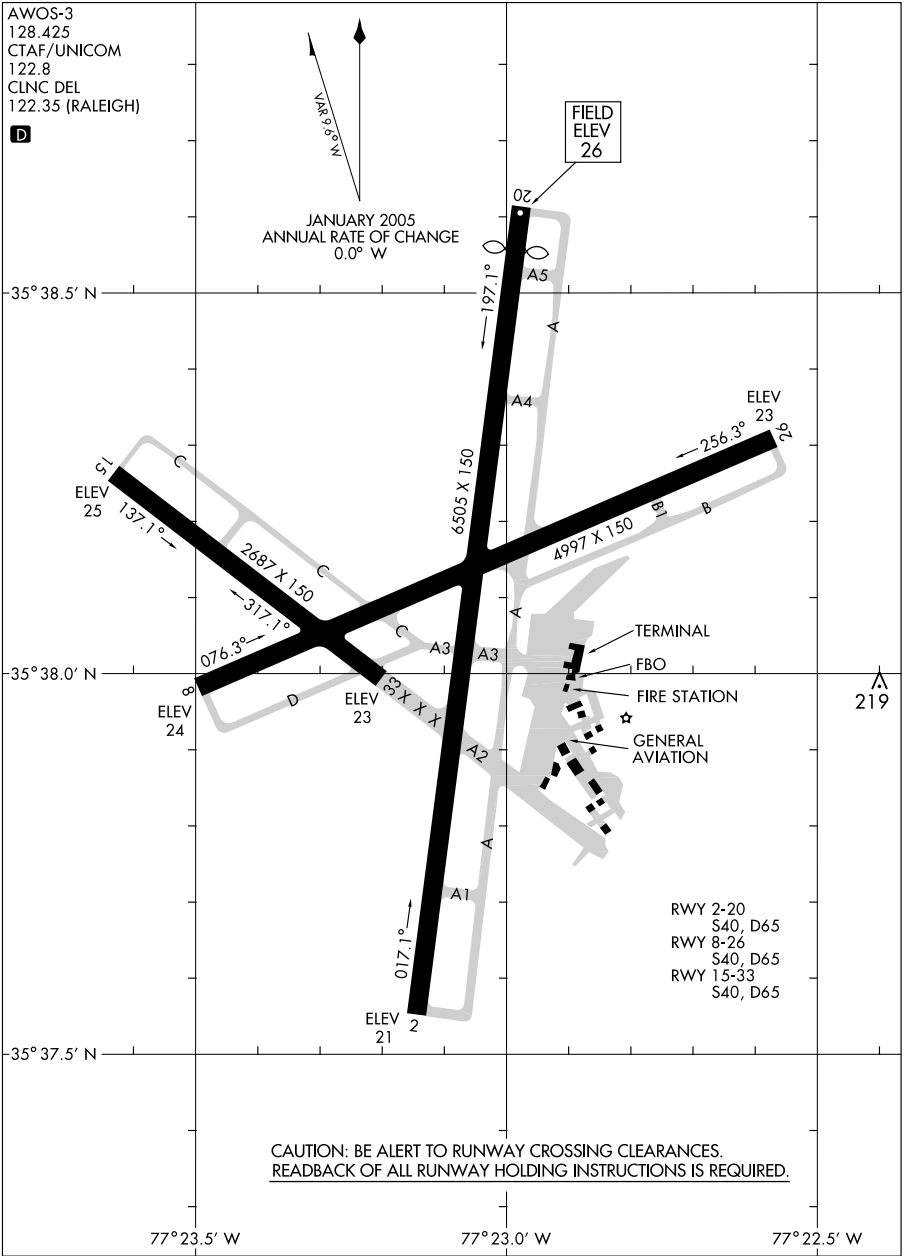 AWOS-3
128.425
CTAF/UNICOM
122.8
CLNC DEL
122.35 (RALEIGH)
D
VAR 9.6° W
JANUARY 2005
ANNUAL RATE OF CHANGE
0.0° W
FIELD
ELEV
26
20
197.1°
A5
A
35°38.5' N
A4
6505 X 150
ELEV
23
26
256.3°
15
ELEV
25
137.1°
C
2687 X 150
C
317.1°
076.3°
C
4997 X 150
B1
B
A
A3
A3
TERMINAL
FBO
FIRE STATION
GENERAL
AVIATION
35°38.0' N
8
ELEV
24
D
ELEV
23
33
X X X
A2
219
A
A1
017.1°
RWY 2-20
S40, D65
RWY 8-26
S40, D65
RWY 15-33
S40, D65
ELEV
21
2
35°37.5' N
CAUTION: BE ALERT TO RUNWAY CROSSING CLEARANCES.
READBACK OF ALL RUNWAY HOLDING INSTRUCTIONS IS REQUIRED.
77°23.5' W
77°23.0' W
77°22.5' W